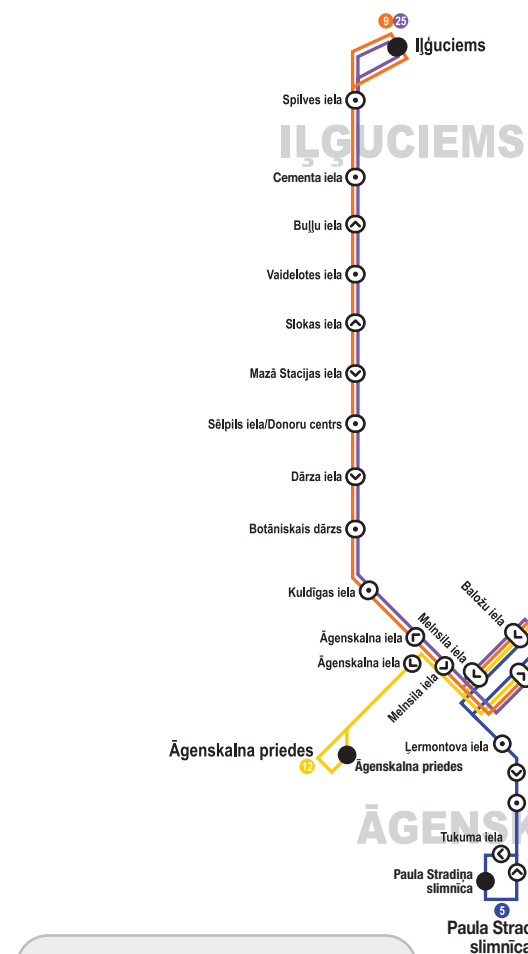 9 25
Iļģuciems
Spilves iela
IĻĢUCIEMS
Cementa iela
Buļļu iela
Vaidelotes iela
Slokas iela
Mazā Stacijas iela
Sēlpils iela/Donoru centrs
Dārza iela
Botāniskais dārzs
Kuldīgas iela
Baložu iela
Melnsila iela
Āgenskalna iela
Āgenskalna iela
Melnsila iela
Āgenskalna priedes
12
Āgenskalna priedes
Ļermontova iela
ĀGENSK
Tukuma iela
Paula Stradiņa
slimnīca
5
Paula Strad
slimnīca